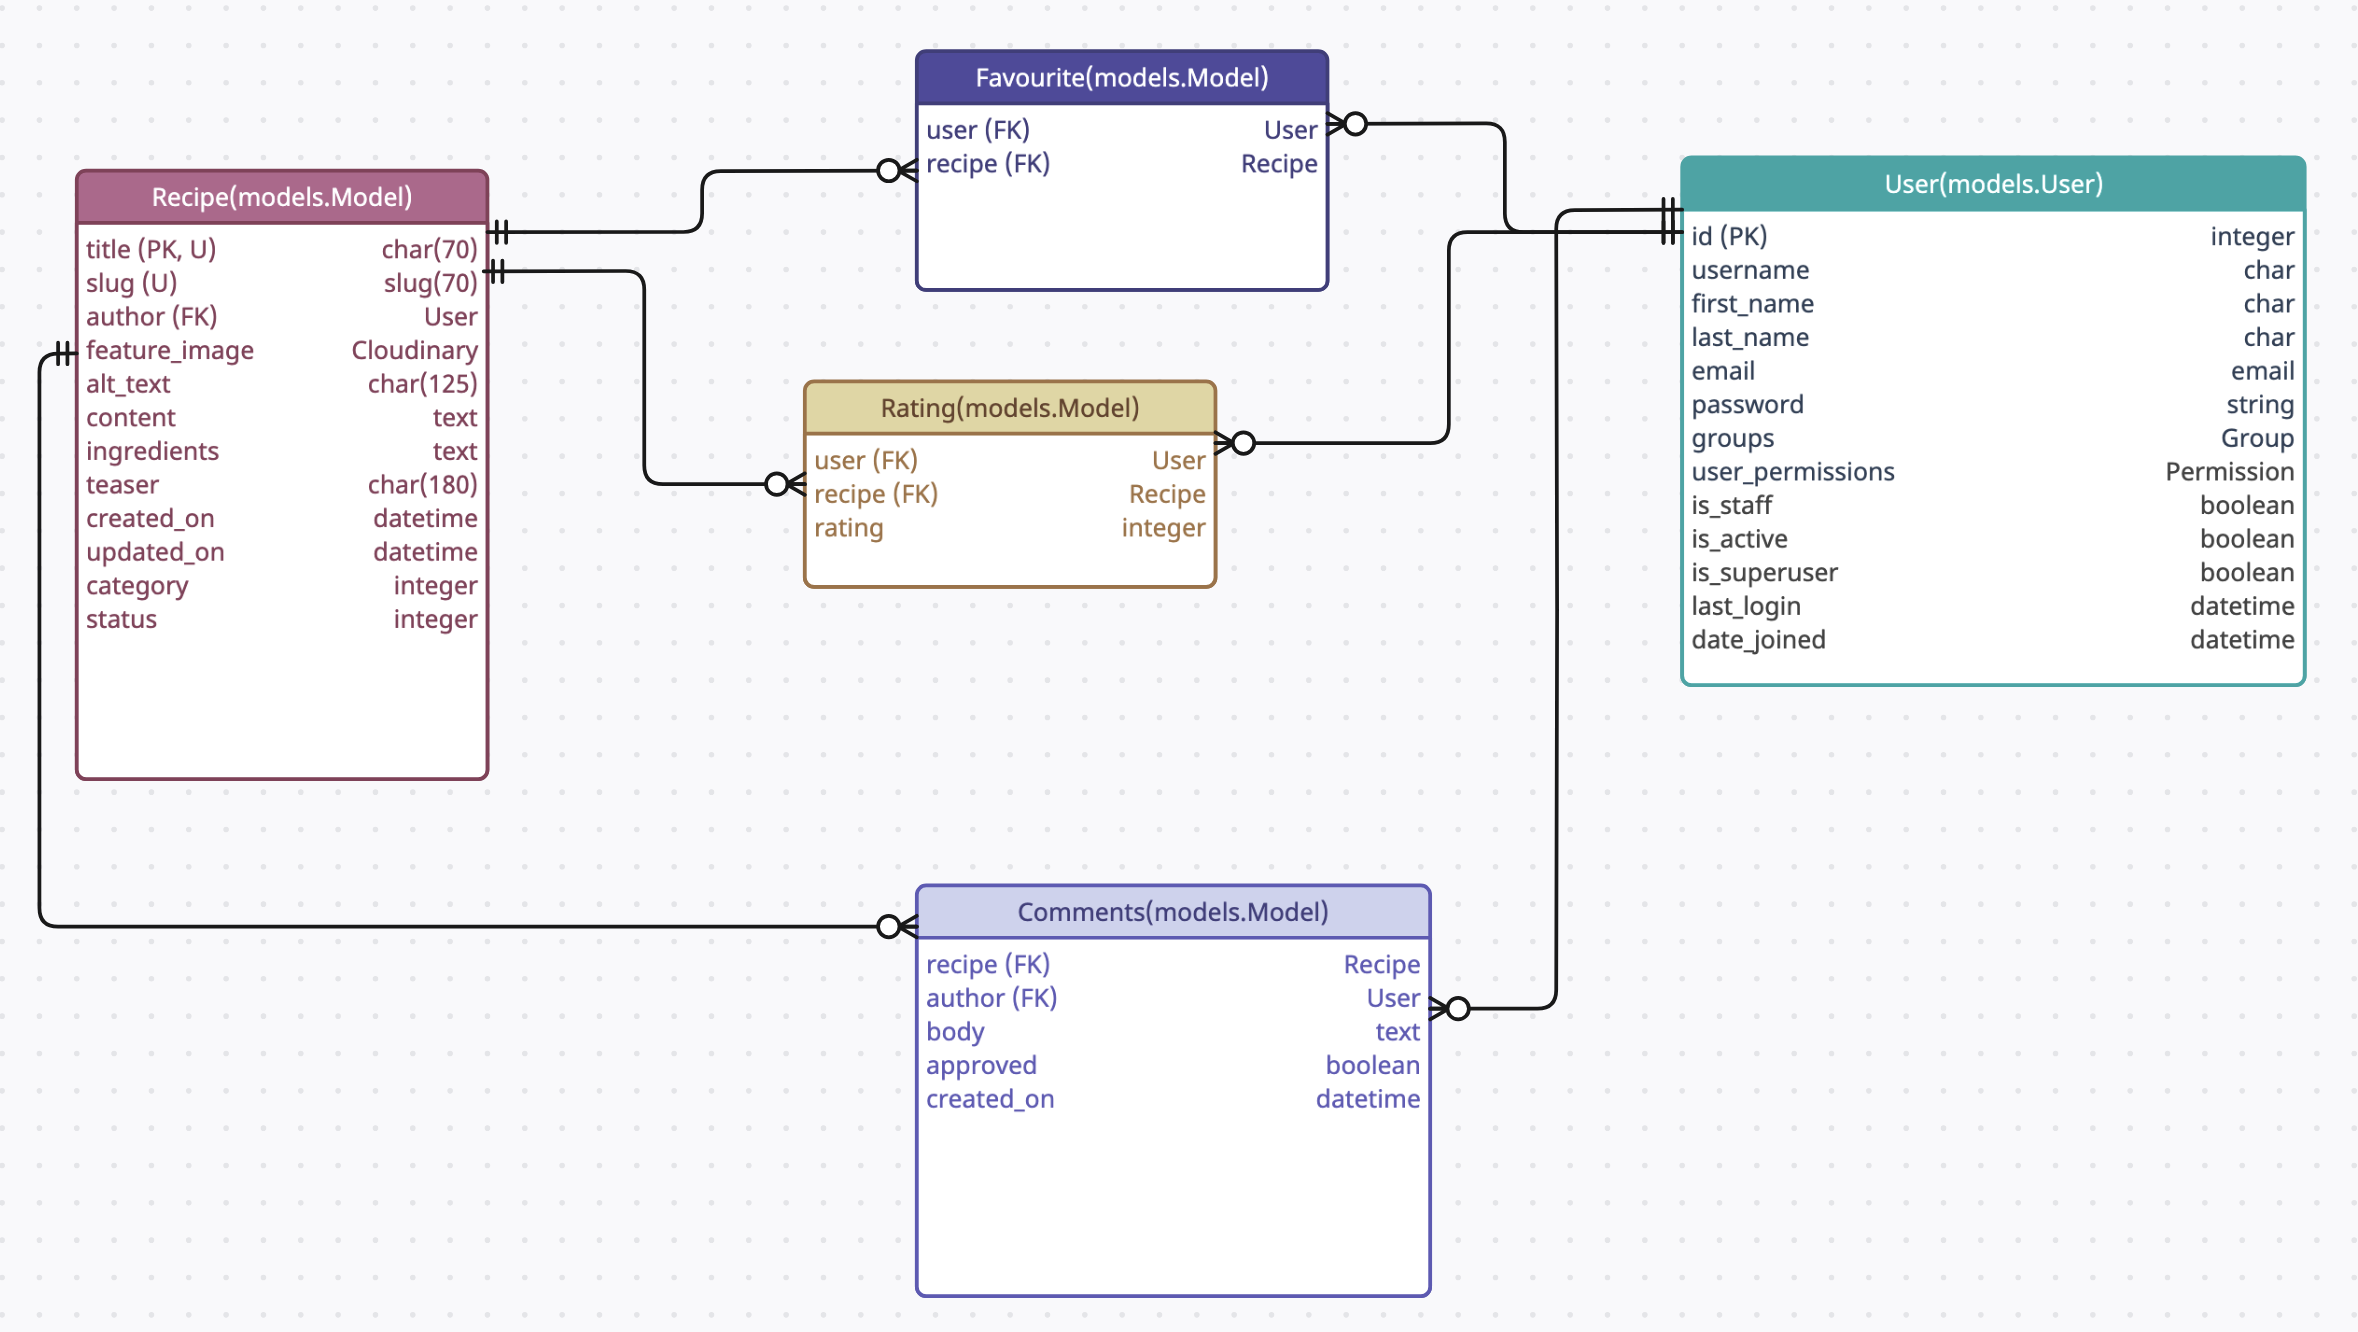 Favourite(models.Model)
user (FK) User
recipe (FK) Recipe
Recipe(models.Model)
title (PK, U) char(70)
slug (U) slug(70)
author (FK) User
feature_image Cloudinary
alt_text char(125)
content text
ingredients text
teaser char(180)
created_on datetime
updated_on datetime
category integer
status integer
Rating(models.Model)
user (FK) User
recipe (FK) Recipe
rating integer
User(models.User)
id (PK) integer
username char
first_name char
last_name char
email email
password string
groups Group
user_permissions Permission
is_staff boolean
is_active boolean
is_superuser boolean
last_login datetime
date_joined datetime
Comments(models.Model)
recipe (FK) Recipe
author (FK) User
body text
approved boolean
created_on datetime